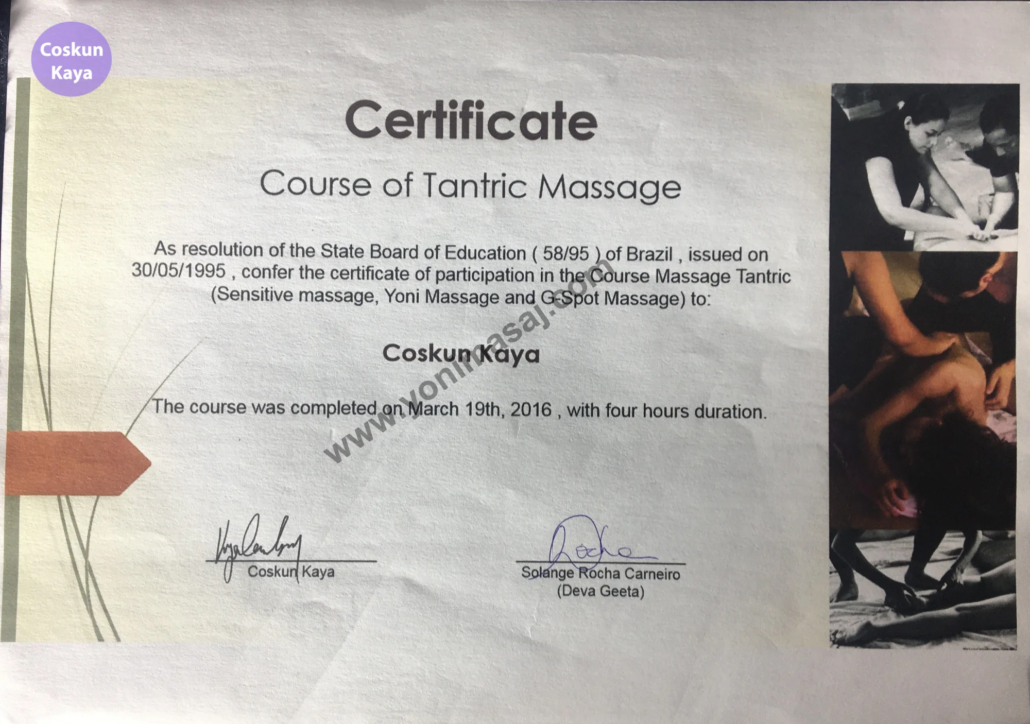 Coskun
Kaya
Certificate
Course of Tantric Massage
As resolution of the State Board of Education ( 58/95 ) of Brazil , issued on
30/05/1995 , confer the certificate of participation in the Course Massage Tantric
(Sensitive massage, Yoni Massage and G-Spot Massage) to:
www.yonimasaj.com
Coskun Kaya
The course was completed on March 19th, 2016 , with four hours duration.
Coskun Kaya
Rocha
Solange Rocha Carneiro
(Deva Geeta)